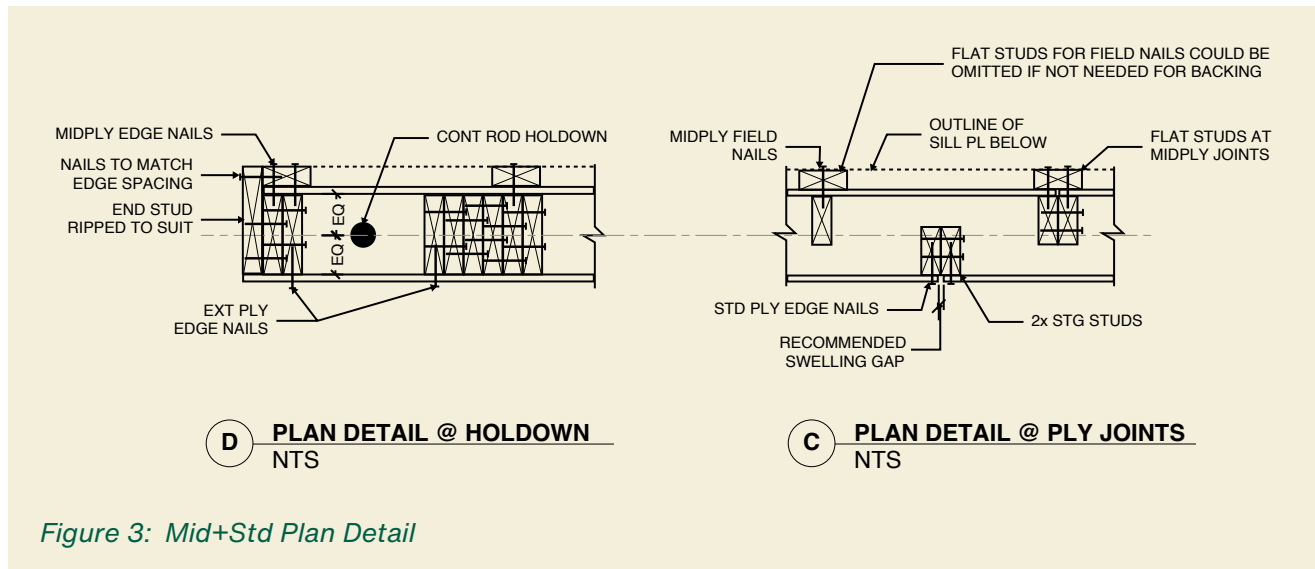 MIDPLY EDGE NAILS
NAILS TO MATCH
EDGE SPACING
END STUD
RIPPED TO SUIT
EXT PLY
EDGE NAILS
CONT ROD HOLDOWN
EQ
EQ
D
PLAN DETAIL @ HOLDOWN
NTS
FLAT STUDS FOR FIELD NAILS COULD BE
OMITTED IF NOT NEEDED FOR BACKING
MIDPLY FIELD
NAILS
OUTLINE OF
SILL PL BELOW
FLAT STUDS AT
MIDPLY JOINTS
STD PLY EDGE NAILS
2x STG STUDS
RECOMMENDED
SWELLING GAP
C
PLAN DETAIL @ PLY JOINTS
NTS
Figure 3: Mid+Std Plan Detail